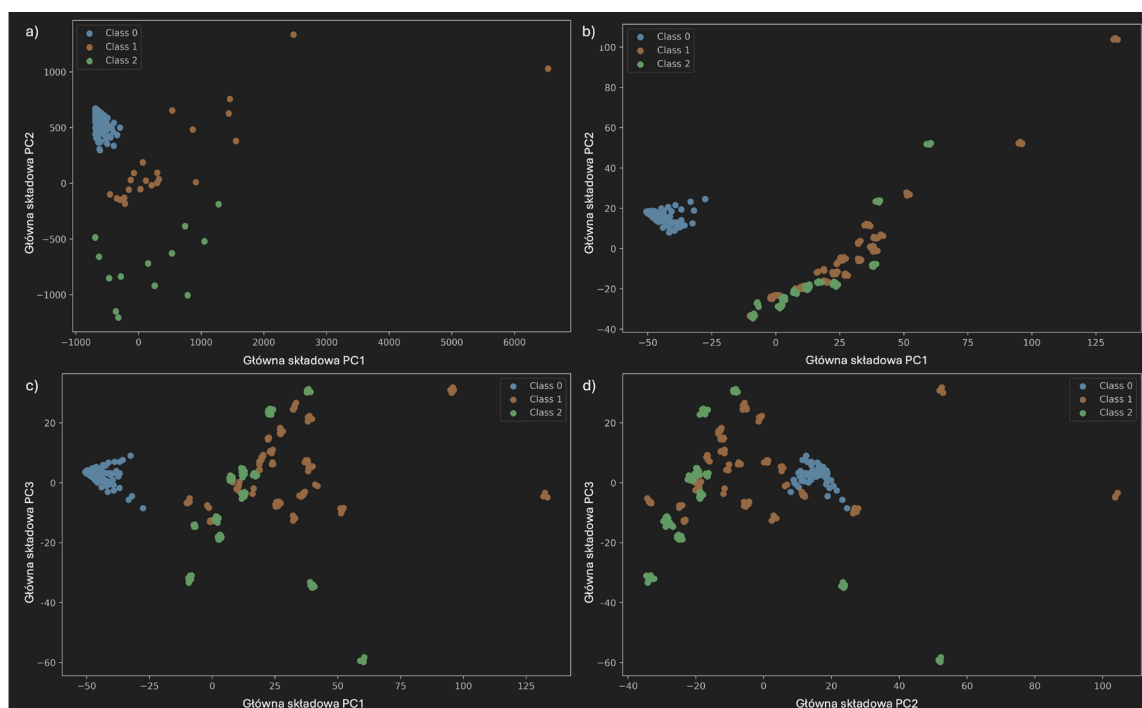 a)
Class 0
Class 1
Class 2
1000
500
0
−500
−1000
Główna składowa PC2
−1000
0
1000
2000
3000
4000
5000
6000
Główna składowa PC1
b)
Class 0
Class 1
Class 2
100
80
60
40
20
0
−20
−40
Główna składowa PC2
−50
−25
0
25
50
75
100
125
Główna składowa PC1
c)
Class 0
Class 1
Class 2
20
0
−20
−40
−60
Główna składowa PC3
−50
−25
0
25
50
75
100
125
Główna składowa PC1
d)
Class 0
Class 1
Class 2
20
0
−20
−40
−60
Główna składowa PC3
−40
−20
0
20
40
60
80
100
Główna składowa PC2